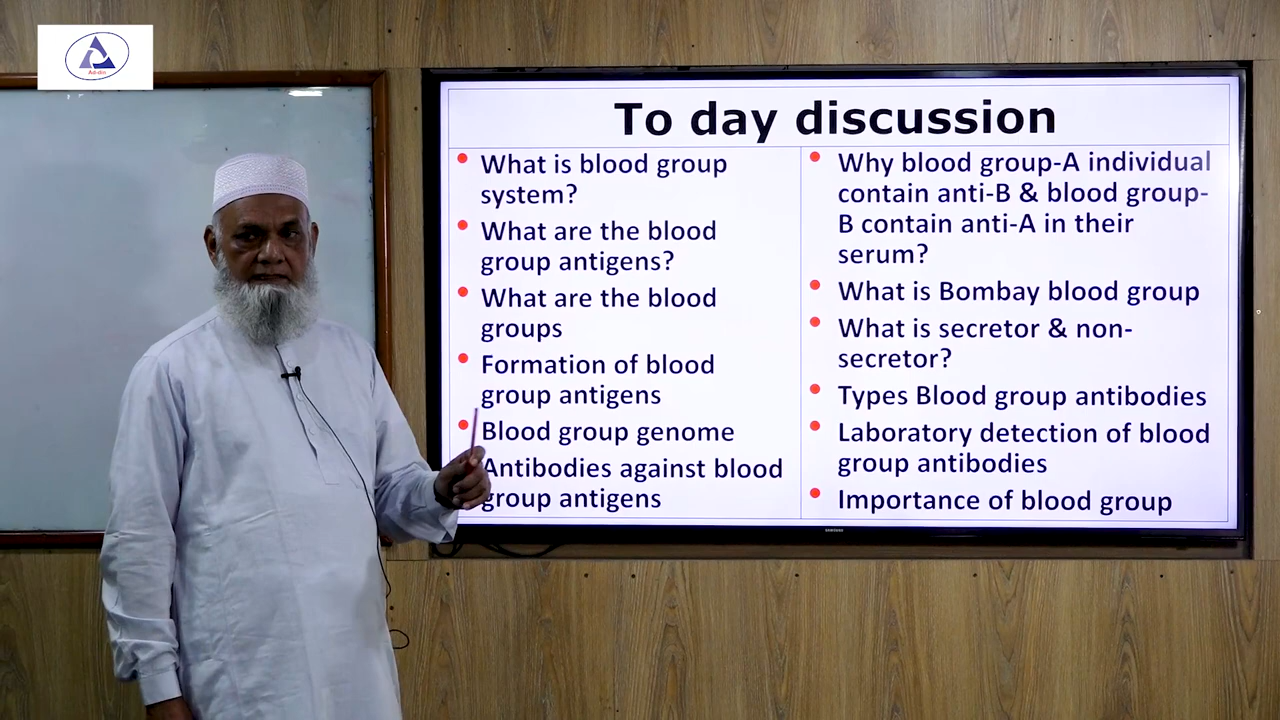 Ad-din
To day discussion
• What is blood group
system?
• What are the blood
group antigens?
• What are the blood
groups
• Formation of blood
group antigens
• Blood group genome
Antibodies against blood
group antigens
• Why blood group-A individual
contain anti-B & blood group-
B contain anti-A in their
serum?
• What is Bombay blood group
• What is secretor & non-
secretor?
• Types Blood group antibodies
• Laboratory detection of blood
group antibodies
• Importance of blood group
SAMSUNG